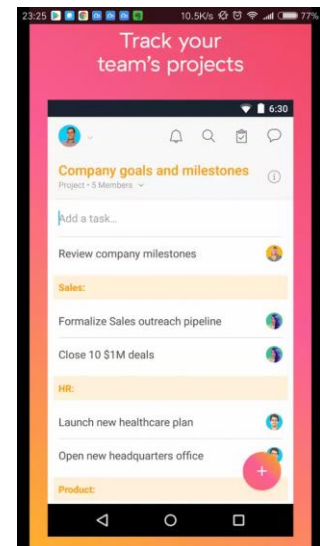 23:25 10.5K/s 77%
Track your
team's projects
6:30
Company goals and milestones
Project • 5 Members
Add a task...
Review company milestones
Sales:
Formalize Sales outreach pipeline
Close 10 $1M deals
HR:
Launch new healthcare plan
Open new headquarters office
Product: